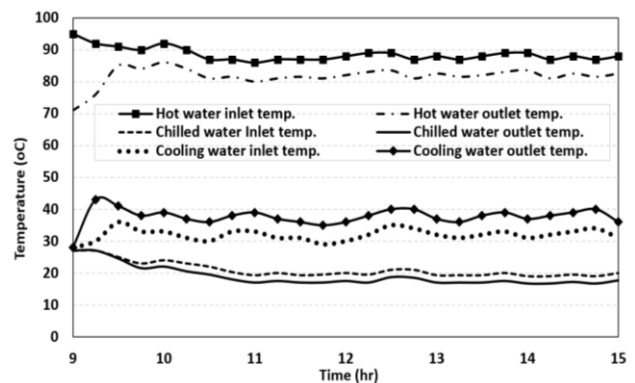 100
90
80
70
60
50
40
30
20
10
0
Temperature (oC)
Hot water inlet temp.
Hot water outlet temp.
Chilled water Inlet temp.
Chilled water outlet temp.
Cooling water inlet temp.
Cooling water outlet temp.
9 10 11 12 13 14 15
Time (hr)